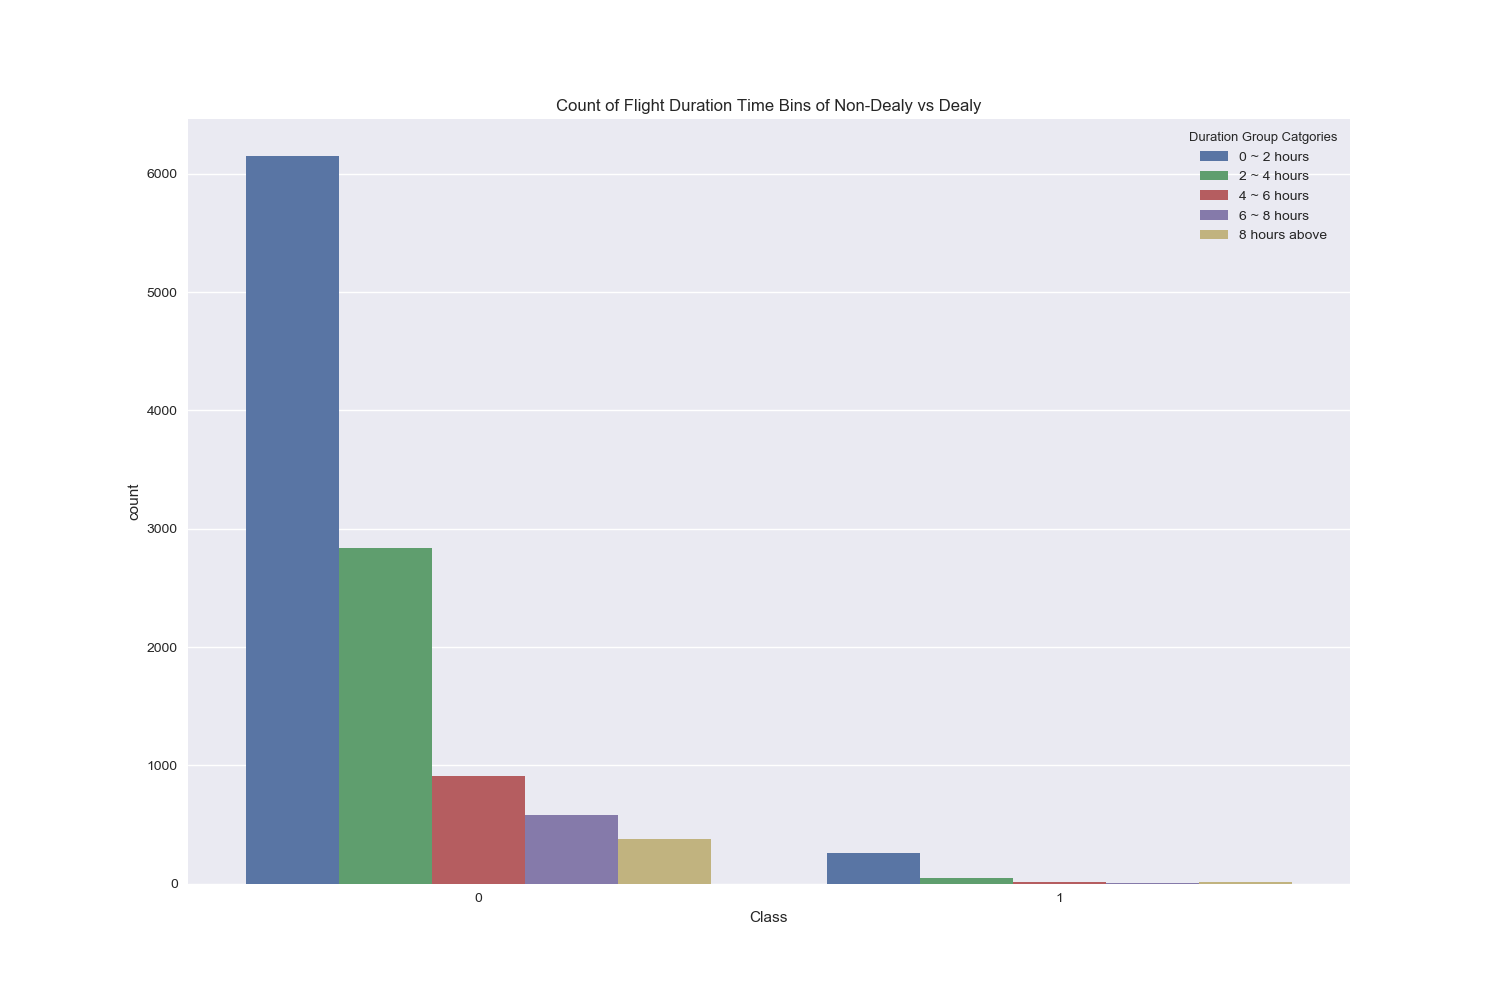 Count of Flight Duration Time Bins of Non-Dealy vs Dealy
Duration Group Catgories
0 ~ 2 hours
2 ~ 4 hours
4 ~ 6 hours
6 ~ 8 hours
8 hours above
6000
5000
4000
3000
2000
1000
0
count
0
1
Class